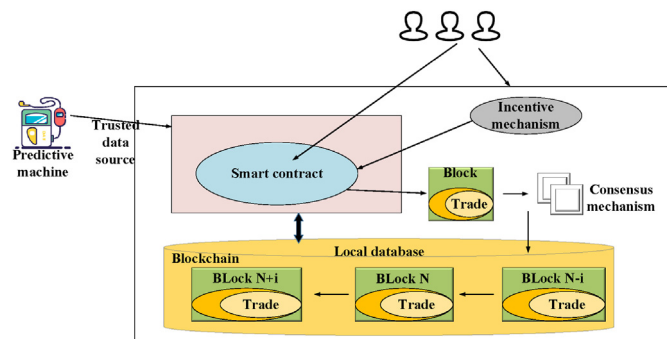 Incentive
mechanism
Trusted
data
source
Predictive
machine
Smart contract
Block
Trade
Consensus
mechanism
Local database
Blockchain
BLock N+i
Trade
BLock N
Trade
BLock N-i
Trade